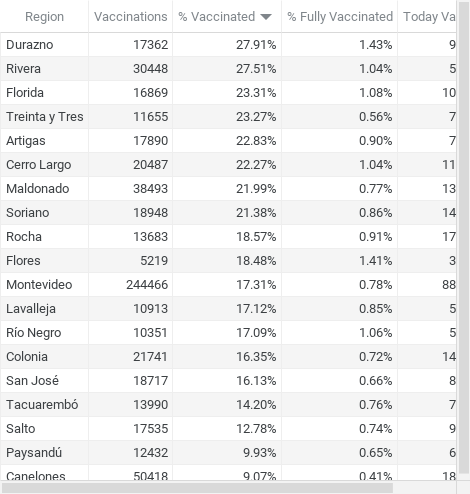 Region Vaccinations % Vaccinated % Fully Vaccinated Today Va
Durazno 17362 27.91% 1.43% 9
Rivera 30448 27.51% 1.04% 5
Florida 16869 23.31% 1.08% 10
Treinta y Tres 11655 23.27% 0.56% 7
Artigas 17890 22.83% 0.90% 7
Cerro Largo 20487 22.27% 1.04% 11
Maldonado 38493 21.99% 0.77% 13
Soriano 18948 21.38% 0.86% 14
Rocha 13683 18.57% 0.91% 17
Flores 5219 18.48% 1.41% 3
Montevideo 244466 17.31% 0.78% 88
Lavalleja 10913 17.12% 0.85% 5
Río Negro 10351 17.09% 1.06% 5
Colonia 21741 16.35% 0.72% 14
San José 18717 16.13% 0.66% 8
Tacuarembó 13990 14.20% 0.76% 7
Salto 17535 12.78% 0.74% 9
Paysandú 12432 9.93% 0.65% 6
Canelones 50418 9.07% 0.41% 18